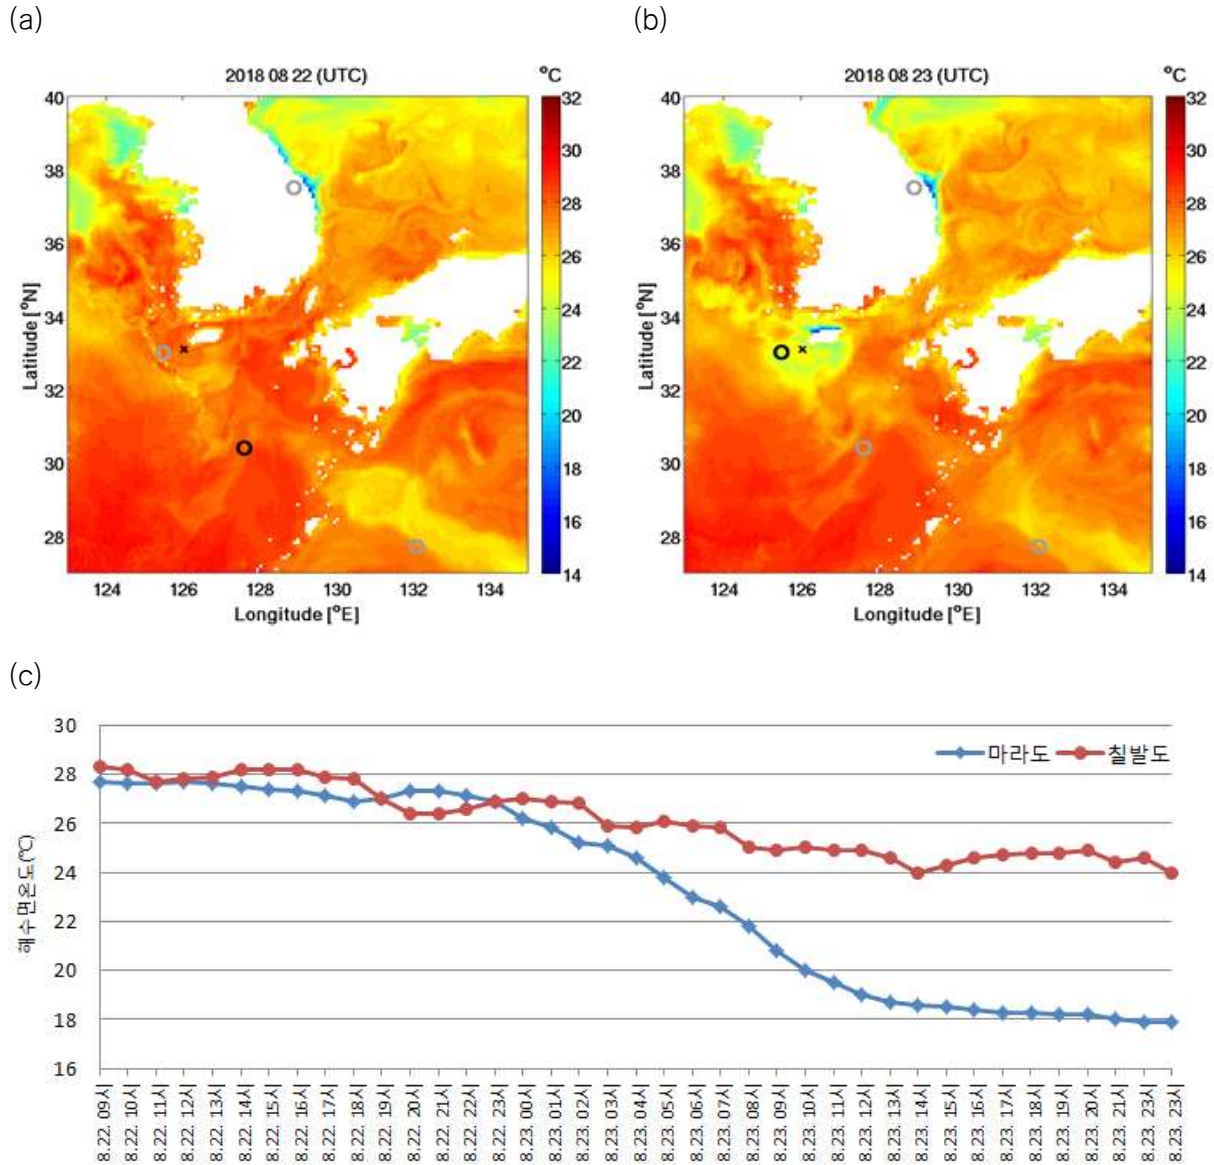 (a)
(b)
2018 08 22 (UTC)
°C
2018 08 23 (UTC)
°C
40
38
36
34
32
30
28
Latitude [°N]
124
126
128
130
132
134
Longitude [°E]
32
30
28
26
24
22
20
18
16
14
40
38
36
34
32
30
28
Latitude [°N]
124
126
128
130
132
134
Longitude [°E]
32
30
28
26
24
22
20
18
16
14
(c)
30
28
26
24
22
20
18
16
해수면온도(℃)
마라도
칠발도
8.22. 09시
8.22. 10시
8.22. 11시
8.22. 12시
8.22. 13시
8.22. 14시
8.22. 15시
8.22. 16시
8.22. 17시
8.22. 18시
8.22. 19시
8.22. 20시
8.22. 21시
8.22. 22시
8.22. 23시
8.23. 00시
8.23. 01시
8.23. 02시
8.23. 03시
8.23. 04시
8.23. 05시
8.23. 06시
8.23. 07시
8.23. 08시
8.23. 09시
8.23. 10시
8.23. 11시
8.23. 12시
8.23. 13시
8.23. 14시
8.23. 15시
8.23. 16시
8.23. 17시
8.23. 18시
8.23. 19시
8.23. 20시
8.23. 21시
8.23. 23시
8.23. 23시